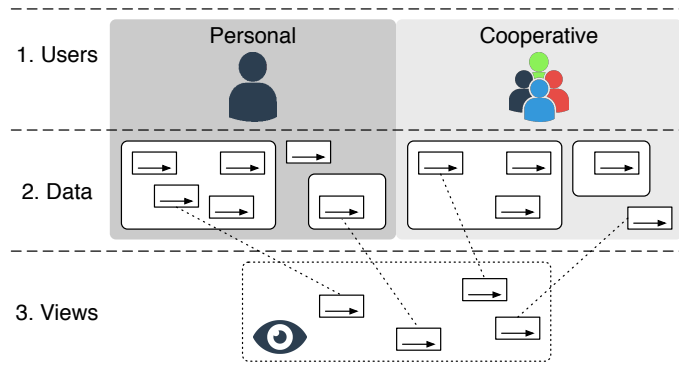 Personal
Cooperative
1. Users
2. Data
3. Views